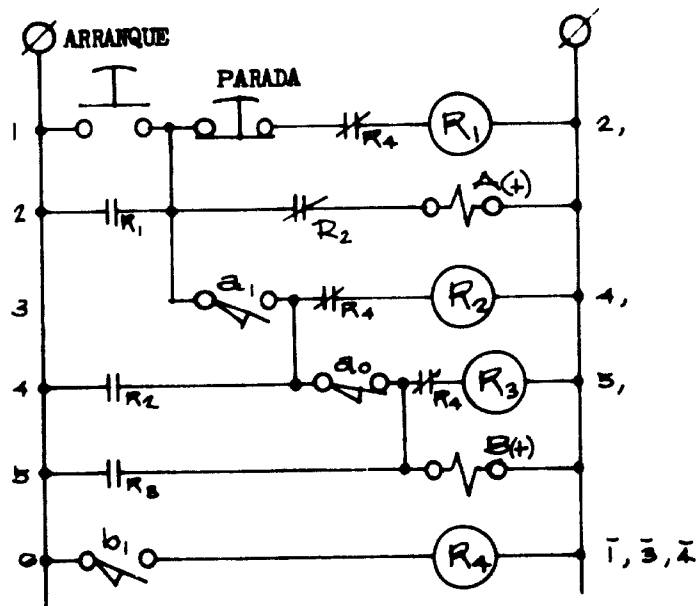 ARRANQUE
PARADA
1 R4 R1 2,
2 R1 R2 A(+)
3 a1 R4 R2 4,
4 R2 a0 R4 R3 5,
5 R3 B(+)
6 b1 R4 1̄, 3̄, 4̄